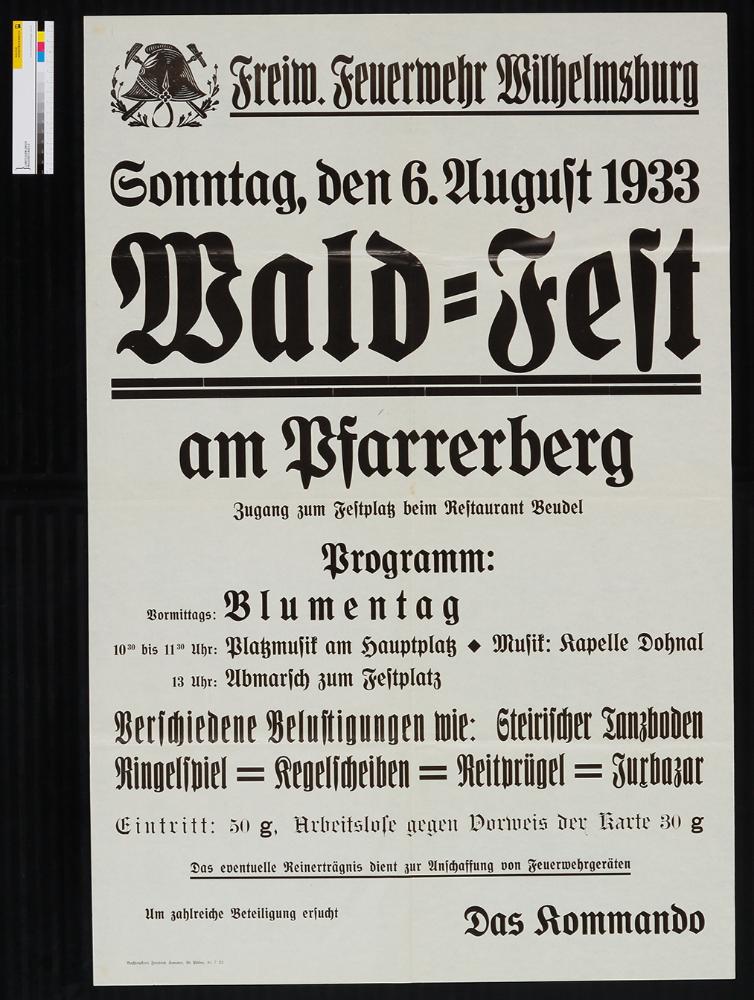 Freiw. Feuerwehr Wilhelmsburg
Sonntag, den 6. August 1933
Wald=Fest
am Pfarrerberg
Zugang zum Festplatz beim Restaurant Beudel
Programm:
Vormittags: Blumentag
10³⁰ bis 11³⁰ Uhr: Platzmusik am Hauptplatz ◆ Musik: Kapelle Dohnal
13 Uhr: Abmarsch zum Festplatz
Verschiedene Belustigungen wie: Steirischer Tanzboden
Ringelspiel = Kegelscheiben = Reitprügel = Juxbazar
Eintritt: 50 g, Arbeitslose gegen Vorweis der Karte 30 g
Das eventuelle Reinerträgnis dient zur Anschaffung von Feuerwehrgeräten
Um zahlreiche Beteiligung ersucht
Das Kommando